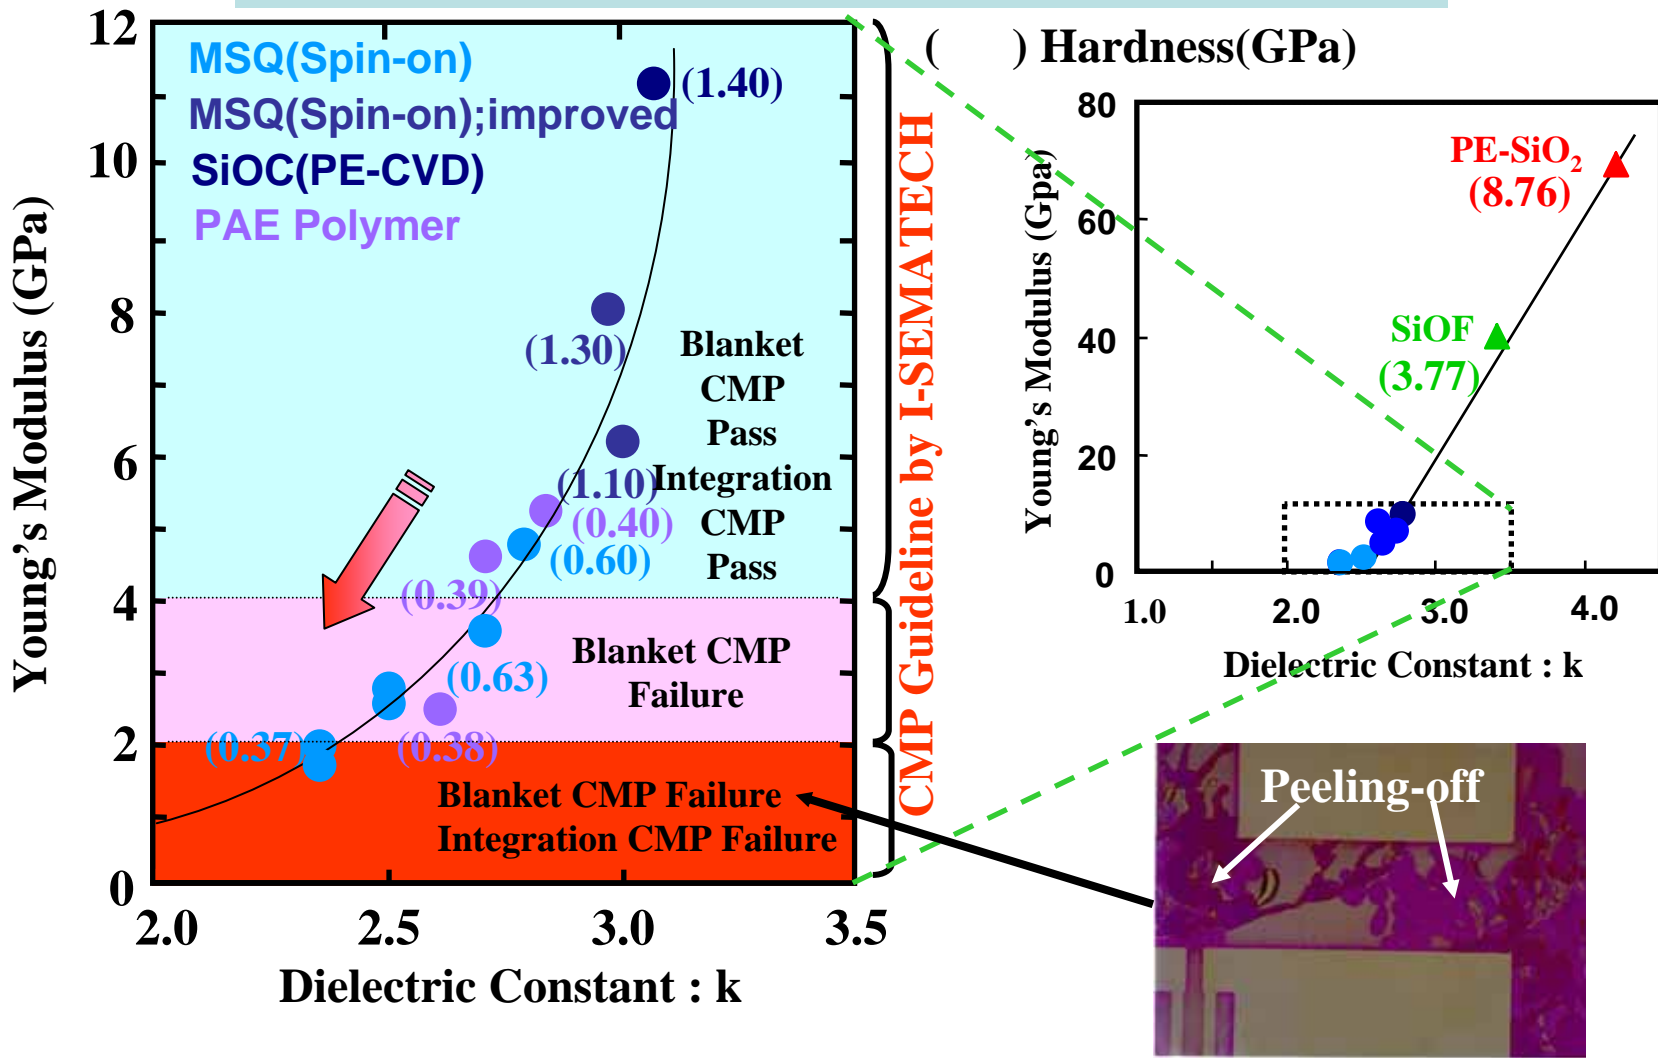 12
10
8
6
4
2
0
Young's Modulus (GPa)
MSQ(Spin-on)
MSQ(Spin-on);improved
SiOC(PE-CVD)
PAE Polymer
(1.40)
(1.30)
(1.10)
(0.40)
(0.60)
(0.39)
(0.63)
(0.37)
(0.38)
Blanket
CMP
Pass
Integration
CMP
Pass
Blanket CMP
Failure
Blanket CMP Failure
Integration CMP Failure
2.0 2.5 3.0 3.5
Dielectric Constant : k
CMP Guideline by I-SEMATECH
( ) Hardness(GPa)
80
60
40
20
0
Young's Modulus (Gpa)
PE-SiO2
(8.76)
SiOF
(3.77)
1.0 2.0 3.0 4.0
Dielectric Constant : k
Peeling-off